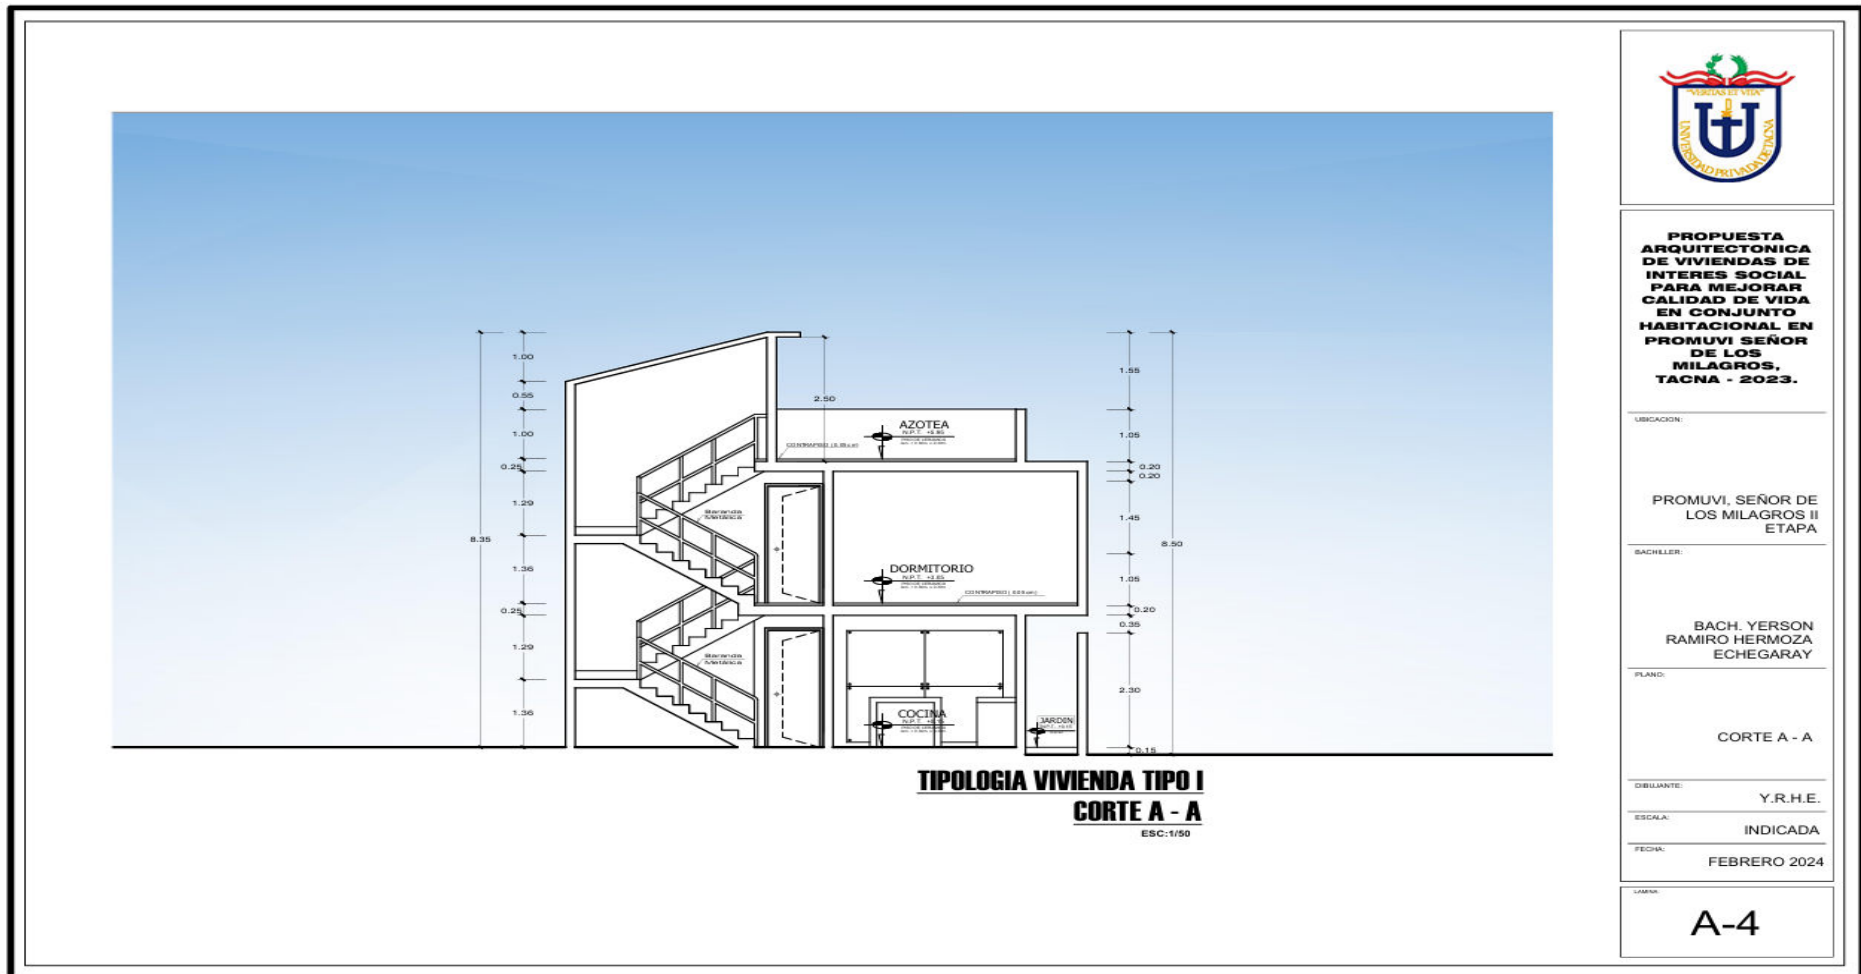 "VERITAS ET VITA"
UNIVERSIDAD PRIVADA DE TACNA
PROPUESTA
ARQUITECTONICA
DE VIVIENDAS DE
INTERES SOCIAL
PARA MEJORAR
CALIDAD DE VIDA
EN CONJUNTO
HABITACIONAL EN
PROMUVI SEÑOR
DE LOS
MILAGROS,
TACNA - 2023.
UBICACION:
PROMUVI, SEÑOR DE
LOS MILAGROS II
ETAPA
BACHILLER:
BACH. YERSON
RAMIRO HERMOZA
ECHEGARAY
PLANO:
CORTE A - A
DIBUJANTE:
Y.R.H.E.
ESCALA:
INDICADA
FECHA:
FEBRERO 2024
LAMINA:
A-4
8.35
1.00
0.55
1.00
0.25
1.29
1.36
0.25
1.29
1.36
2.50
AZOTEA
N.P.T.
CONTRAPISO
Baranda
Metálica
DORMITORIO
N.P.T. +3.05
CONTRAPISO
Baranda
Metálica
COCINA
N.P.T. +0.15
JARDIN
1.55
1.05
0.20
0.20
1.45
1.05
0.20
0.35
2.30
0.15
8.50
TIPOLOGIA VIVIENDA TIPO I
CORTE A - A
ESC:1/50